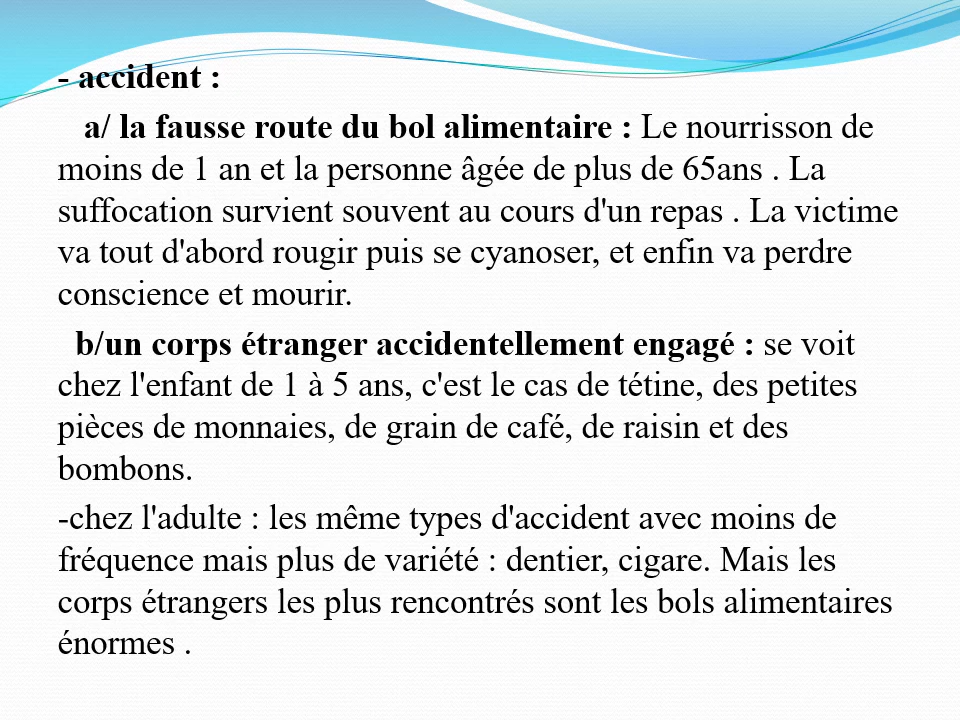 - accident :
a/ la fausse route du bol alimentaire : Le nourrisson de
moins de 1 an et la personne âgée de plus de 65ans . La
suffocation survient souvent au cours d'un repas . La victime
va tout d'abord rougir puis se cyanoser, et enfin va perdre
conscience et mourir.
b/un corps étranger accidentellement engagé : se voit
chez l'enfant de 1 à 5 ans, c'est le cas de tétine, des petites
pièces de monnaies, de grain de café, de raisin et des
bombons.
-chez l'adulte : les même types d'accident avec moins de
fréquence mais plus de variété : dentier, cigare. Mais les
corps étrangers les plus rencontrés sont les bols alimentaires
énormes .